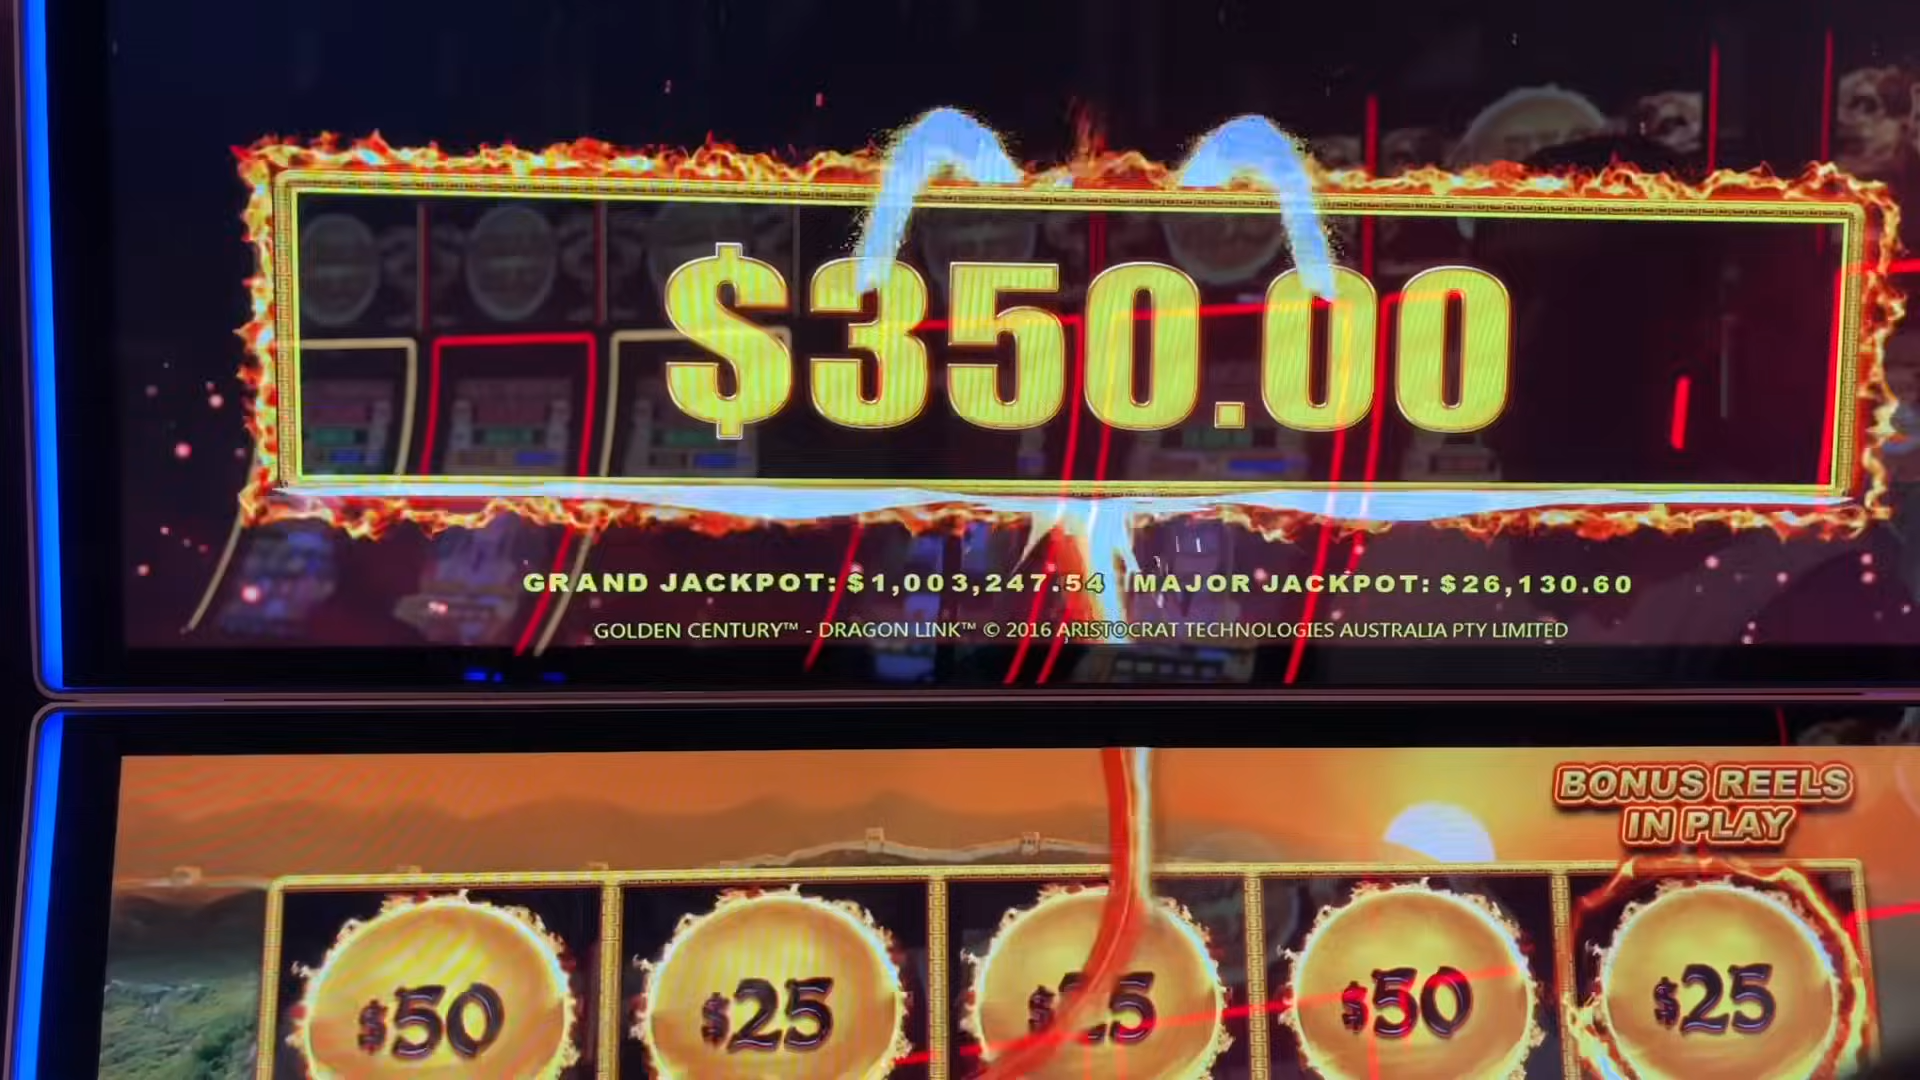 $350.00
GRAND JACKPOT: $1,003,247.54 MAJOR JACKPOT: $26,130.60
GOLDEN CENTURY™ - DRAGON LINK™ © 2016 ARISTOCRAT TECHNOLOGIES AUSTRALIA PTY LIMITED
BONUS REELS
IN PLAY
$50 $25 $50 $25